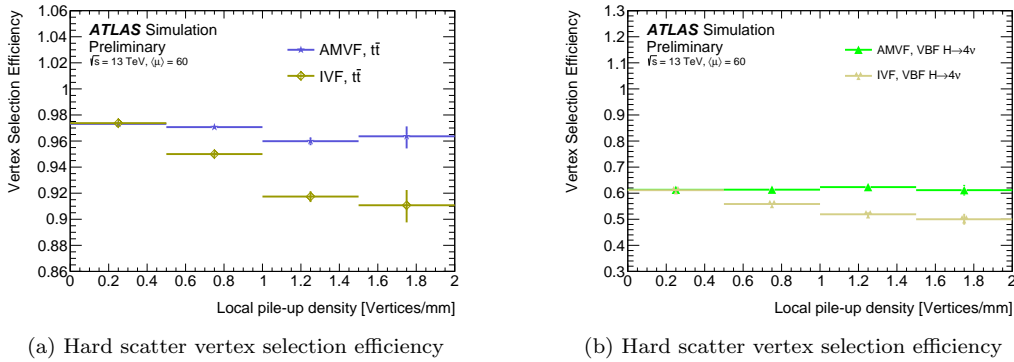 ATLAS Simulation
Preliminary
√s = 13 TeV, ⟨μ⟩ = 60
AMVF, tt̄
IVF, tt̄
Vertex Selection Efficiency
1.06
1.04
1.02
1
0.98
0.96
0.94
0.92
0.9
0.88
0.86
0 0.2 0.4 0.6 0.8 1 1.2 1.4 1.6 1.8 2
Local pile-up density [Vertices/mm]
(a) Hard scatter vertex selection efficiency
ATLAS Simulation
Preliminary
√s = 13 TeV, ⟨μ⟩ = 60
AMVF, VBF H→4ν
IVF, VBF H→4ν
Vertex Selection Efficiency
1.3
1.2
1.1
1
0.9
0.8
0.7
0.6
0.5
0.4
0.3
0 0.2 0.4 0.6 0.8 1 1.2 1.4 1.6 1.8 2
Local pile-up density [Vertices/mm]
(b) Hard scatter vertex selection efficiency